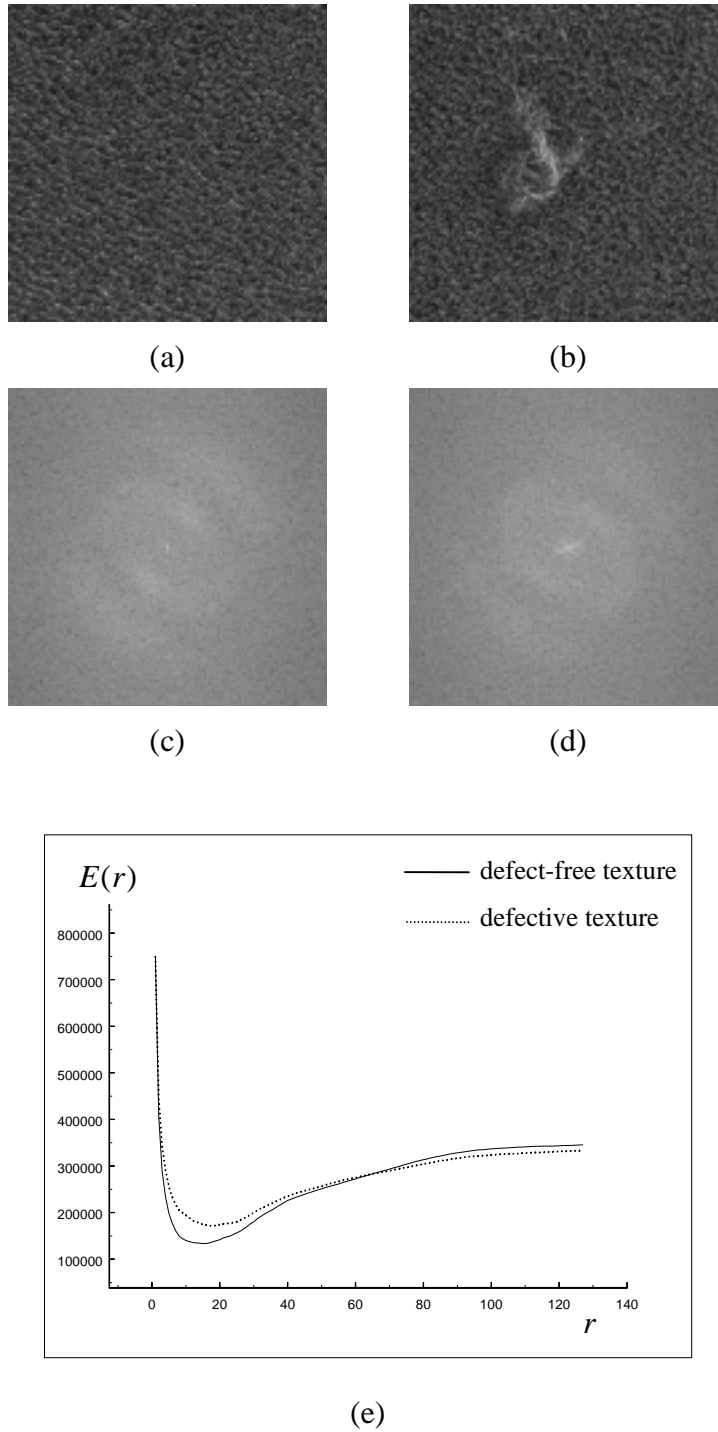 (a) (b)
(c) (d)
E(r)
defect-free texture
defective texture
800000
700000
600000
500000
400000
300000
200000
100000
0 20 40 60 80 100 120 140
r
(e)